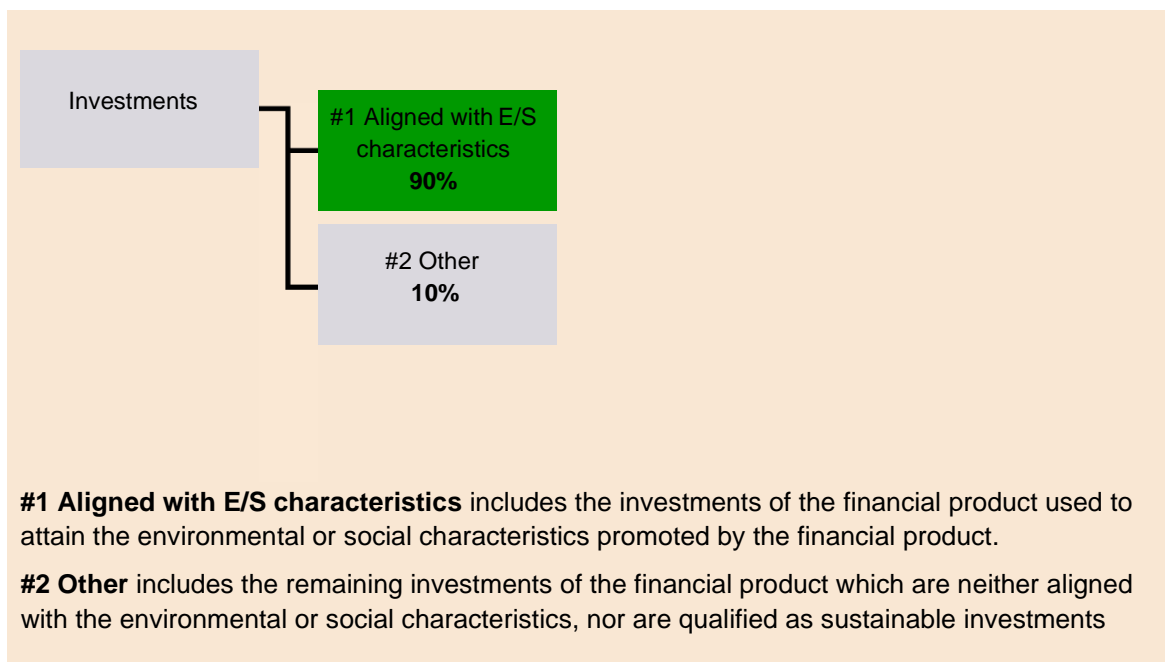 Investments
#1 Aligned with E/S
characteristics
90%
#2 Other
10%
#1 Aligned with E/S characteristics includes the investments of the financial product used to
attain the environmental or social characteristics promoted by the financial product.
#2 Other includes the remaining investments of the financial product which are neither aligned
with the environmental or social characteristics, nor are qualified as sustainable investments